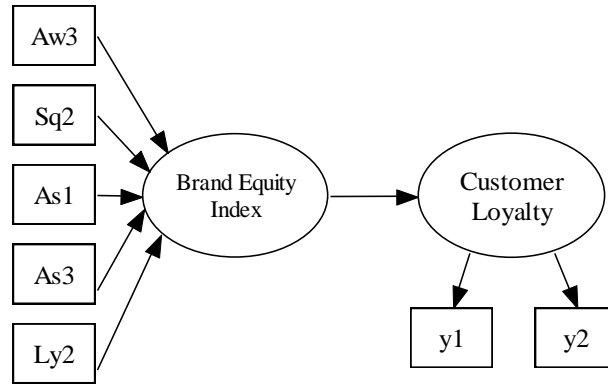 Aw3
Sq2
As1
As3
Ly2
Brand Equity
Index
Customer
Loyalty
y1
y2